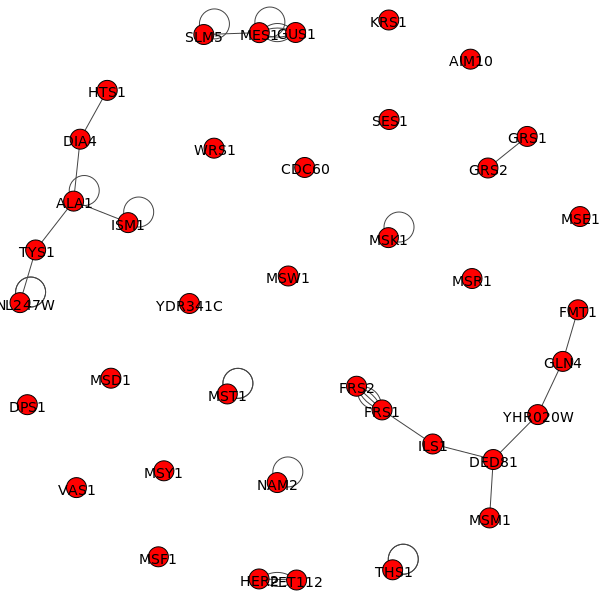 KRS1
SLM5
MES1
GUS1
AIM10
HTS1
SES1
DIA4
GRS1
WRS1
CDC60
GRS2
ALA1
ISM1
MSE1
MSK1
TYS1
MSW1
MSR1
NL247W
YDR341C
FMT1
GLN4
MSD1
FRS2
MST1
DPS1
FRS1
YHR020W
ILS1
DED81
MSY1
NAM2
VAS1
MSM1
MSF1
THS1
HER2
PET112